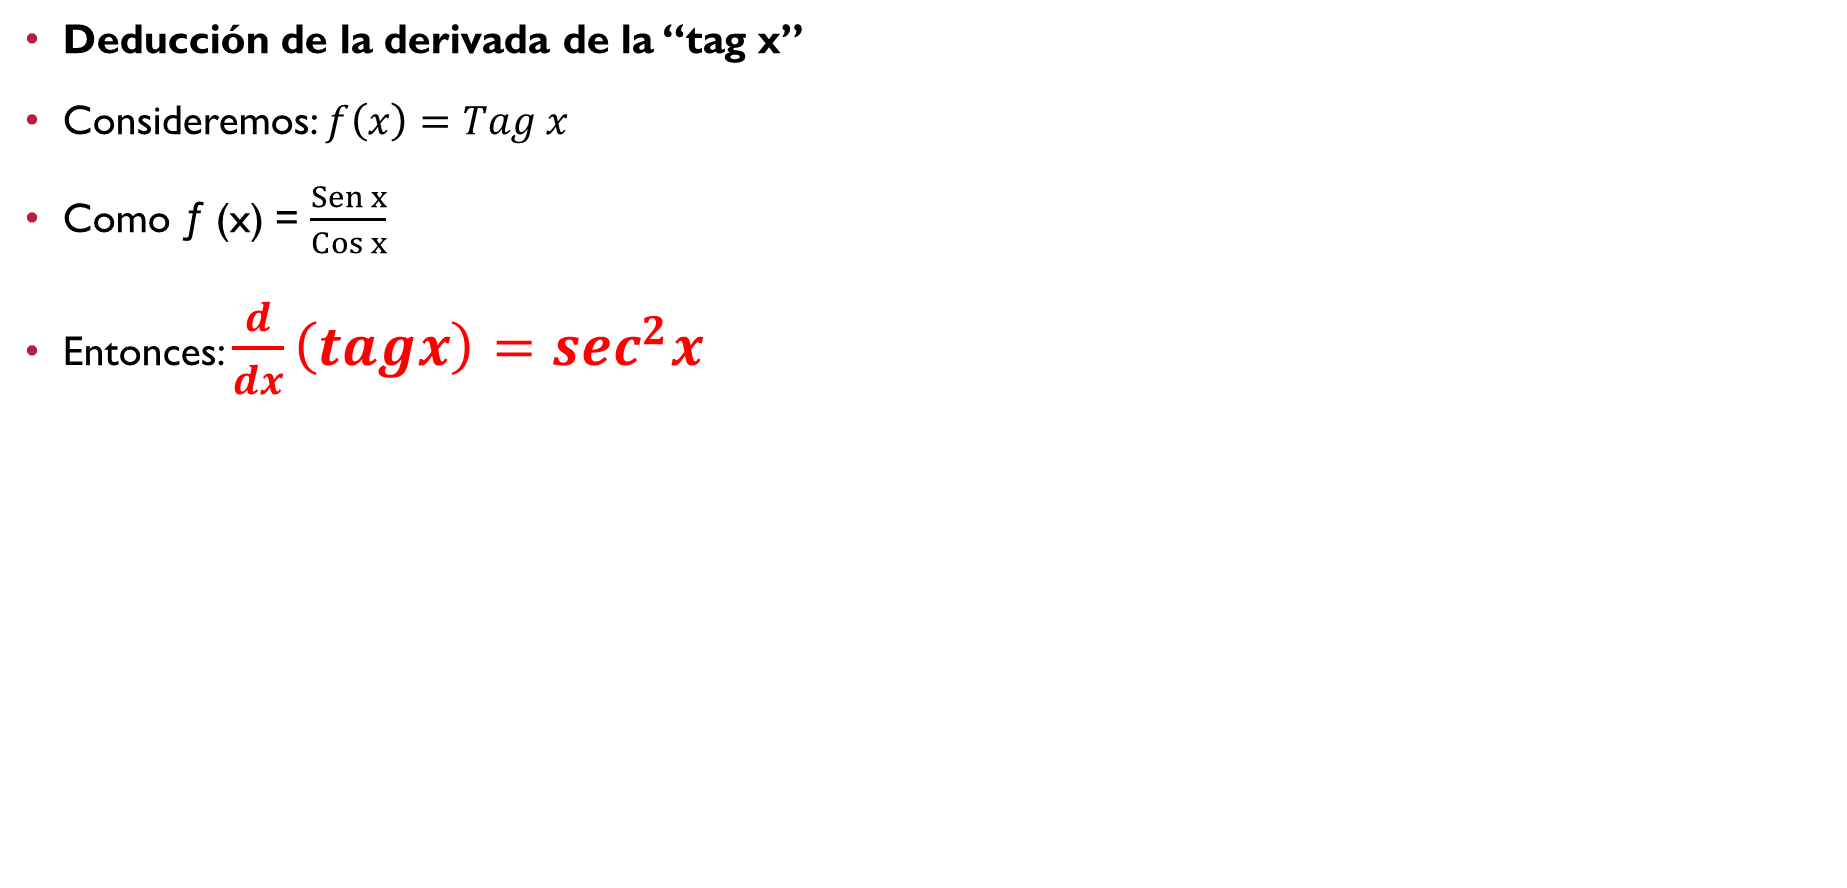 • Deducción de la derivada de la “tag x”
• Consideremos: f(x) = Tag x
• Como ƒ (x) = Sen x / Cos x
• Entonces: d/dx (tagx) = sec²x